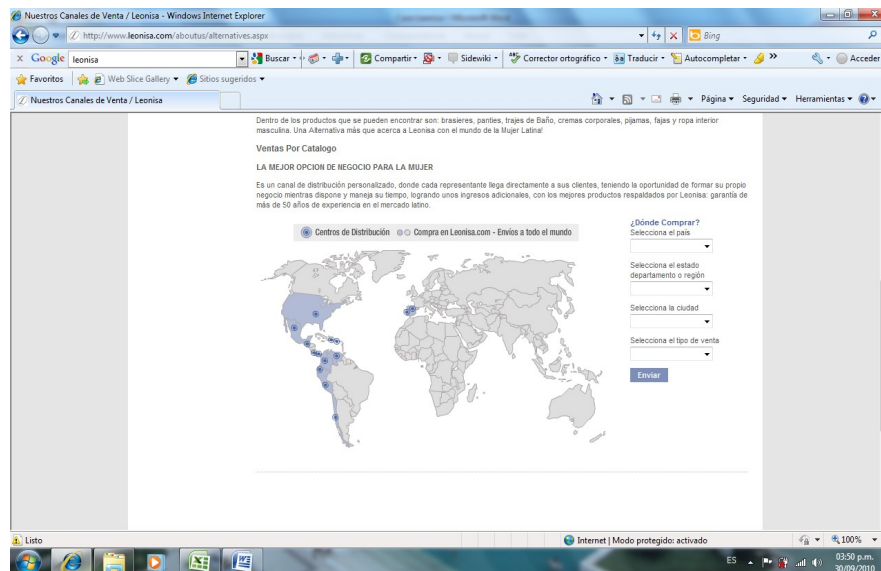 Nuestros Canales de Venta / Leonisa - Windows Internet Explorer
http://www.leonisa.com/aboutus/alternatives.aspx
Bing
Google
leonisa
Buscar
Compartir
Sidewiki
Corrector ortográfico
Traducir
Autocompletar
Acceder
Favoritos
Web Slice Gallery
Sitios sugeridos
Nuestros Canales de Venta / Leonisa
Página
Seguridad
Herramientas
Dentro de los productos que se pueden encontrar son: brasieres, panties, trajes de Baño, cremas corporales, pijamas, fajas y ropa interior
masculina. Una Alternativa más que acerca a Leonisa con el mundo de la Mujer Latina!
Ventas Por Catalogo
LA MEJOR OPCION DE NEGOCIO PARA LA MUJER
Es un canal de distribución personalizado, donde cada representante llega directamente a sus clientes, teniendo la oportunidad de formar su propio
negocio mientras dispone y maneja su tiempo, logrando unos ingresos adicionales, con los mejores productos respaldados por Leonisa: garantía de
más de 50 años de experiencia en el mercado latino.
Centros de Distribución
Compra en Leonisa.com - Envíos a todo el mundo
¿Dónde Comprar?
Selecciona el país
Selecciona el estado
departamento o región
Selecciona la ciudad
Selecciona el tipo de venta
Enviar
Listo
Internet | Modo protegido: activado
100%
ES
03:50 p.m.
30/09/2010